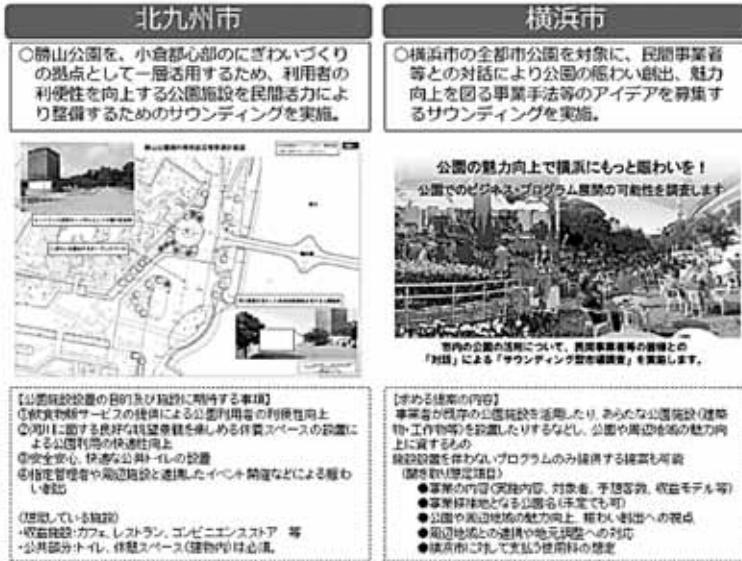 北九州市
○勝山公園を、小倉都心部のにぎわいづくり
の拠点として一層活用するため、利用者の
利便性を向上する公園施設を民間活力によ
り整備するためのサウンディングを実施。
【公園施設設置の目的及び施設に期待する事項】
①飲食物販サービスの提供による公園利用者の利便性向上
②河川に面する良好な眺望景観を楽しめる休養スペースの設置に
よる公園利用の快適性向上
③安全安心、快適な公共トイレの設置
④指定管理者や周辺施設と連携したイベント開催などによる賑わ
い創出
(想定している施設)
・収益施設:カフェ、レストラン、コンビニエンスストア 等
・公共部分:トイレ、休憩スペース(建物内)は必須。
横浜市
○横浜市の全都市公園を対象に、民間事業者
等との対話により公園の賑わい創出、魅力
向上を図る事業手法等のアイデアを募集す
るサウンディングを実施。
公園の魅力向上で横浜にもっと賑わいを!
公園でのビジネス・プログラム展開の可能性を調査します
市内の公園の活用について、民間事業者等の皆様との
「対話」による「サウンディング型市場調査」を実施します。
【求める提案の内容】
事業者が既存の公園施設を活用したり、あらたな公園施設(建築
物・工作物等)を設置したりするなどし、公園や周辺地域の魅力向
上に資するもの
施設設置を伴わないプログラムのみ提供する提案も可能
(聞き取り想定項目)
●事業の内容(実施内容、対象者、予想客数、収益モデル等)
●事業候補地となる公園名(未定でも可)
●公園や周辺地域の魅力向上、賑わい創出への視点
●周辺地域との連携や地元調整への対応
●横浜市に対して支払う使用料の想定